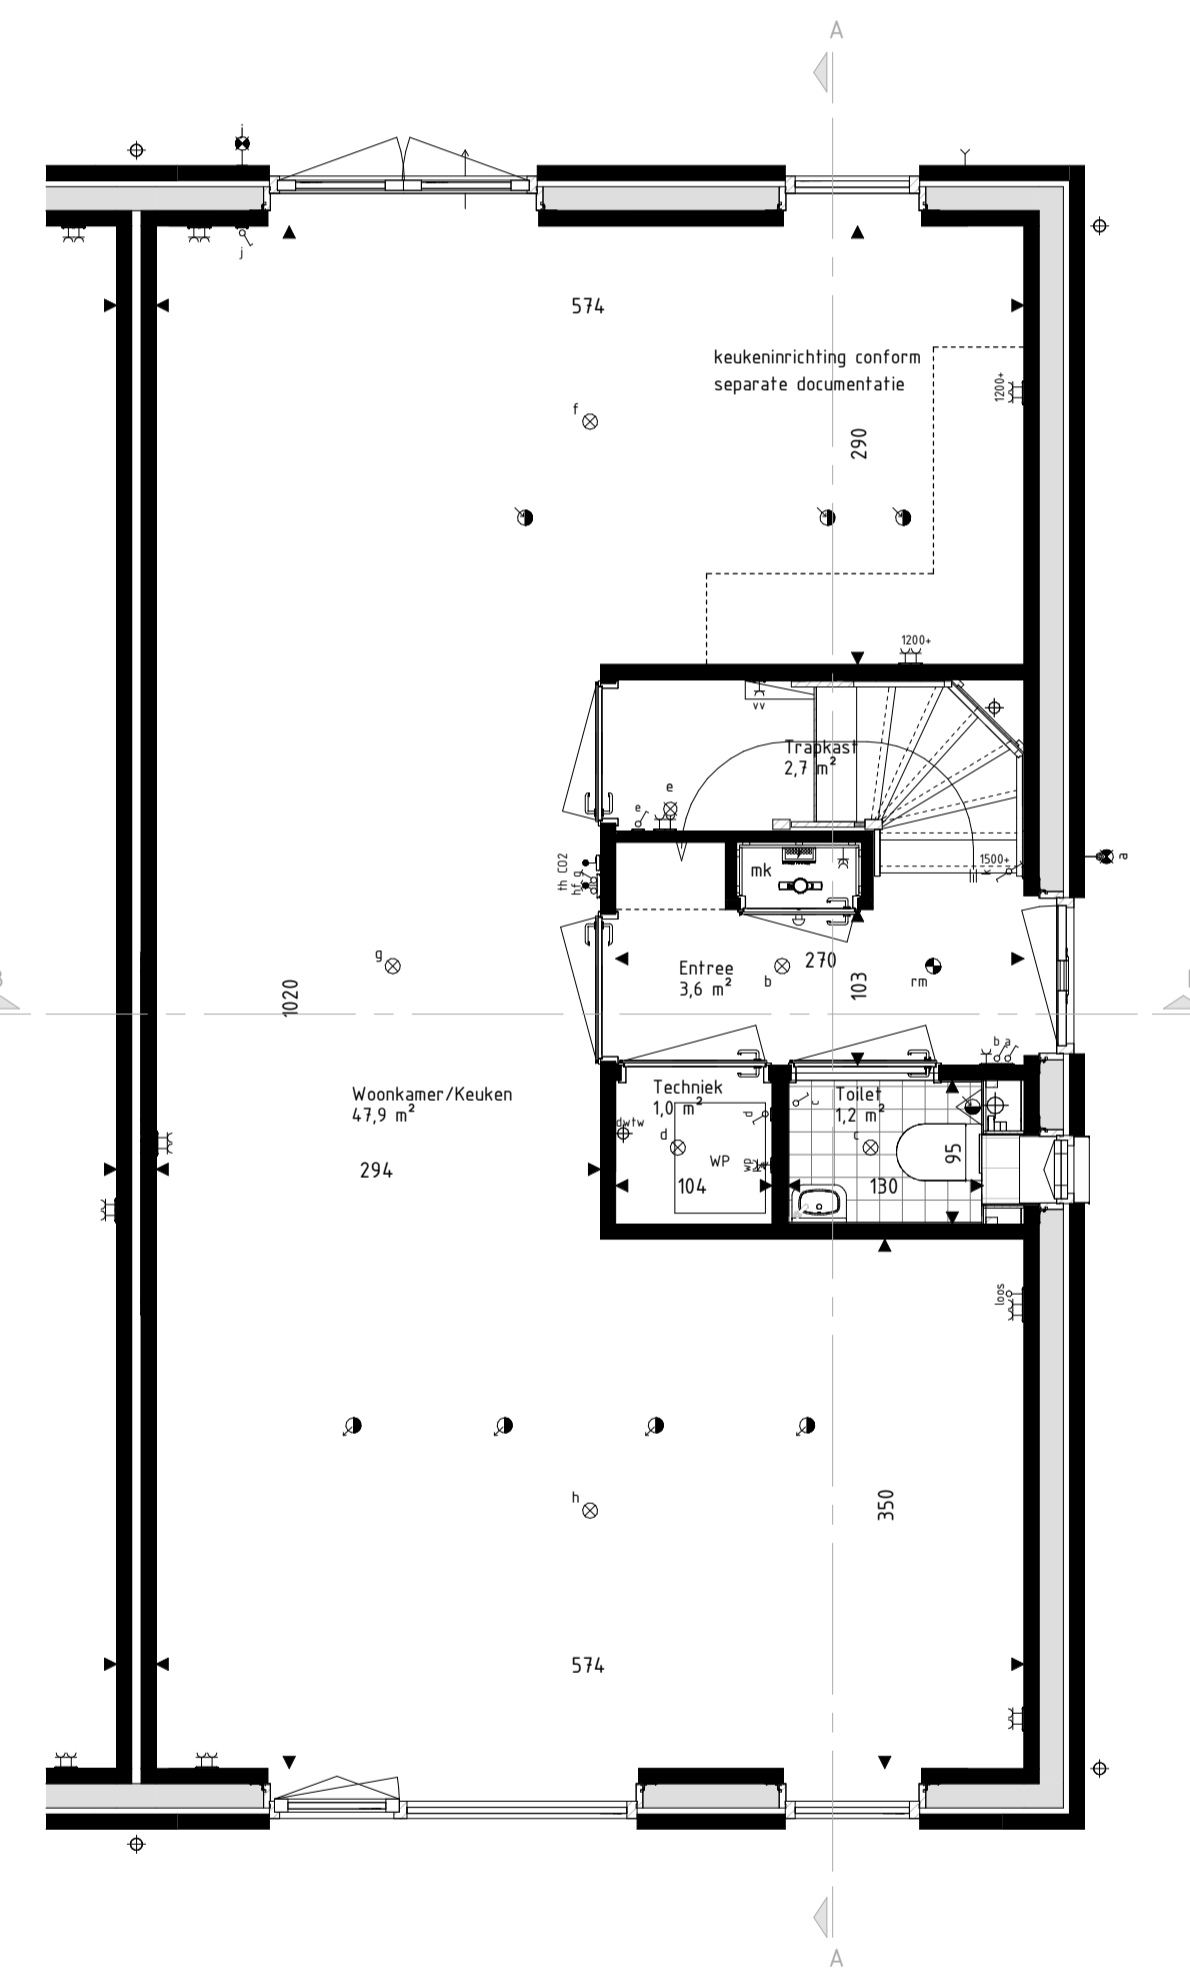 A
j
j
574
keukeninrichting conform
separate documentatie
1200+
f
290
1200+
vv
Trapkast
2,7 m²
e
e
mk
1500+
k
a
th CO2
hf g
g
Entree
3,6 m²
b
270
103
rm
1020
b a
Woonkamer/Keuken
47,9 m²
Techniek
1,0 m²
Toilet
1,2 m²
c
dwtw
d
d
WP
wp
c
95
294
104
130
loos
h
350
574
A